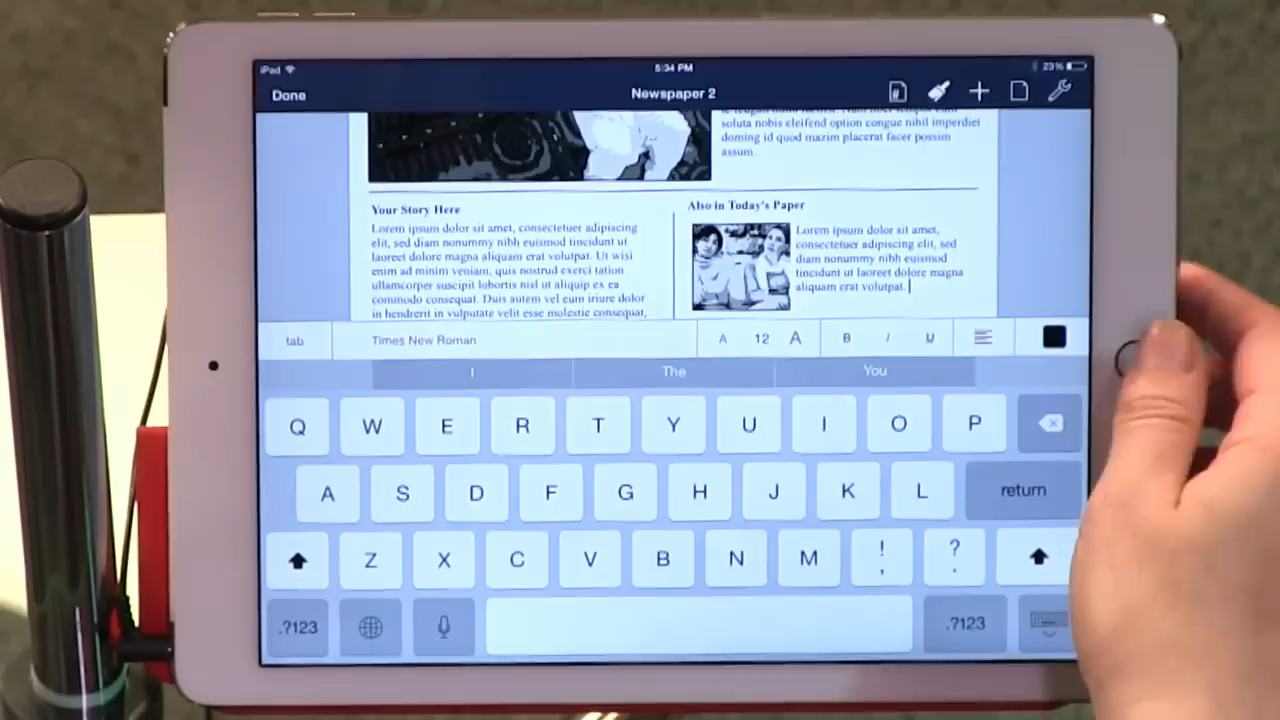 iPad 5:34 PM 23%
Done Newspaper 2
soluta nobis eleifend option congue nihil imperdiet
doming id quod mazim placerat facer possim
assum.
Your Story Here
Lorem ipsum dolor sit amet, consectetuer adipiscing
elit, sed diam nonummy nibh euismod tincidunt ut
laoreet dolore magna aliquam erat volutpat. Ut wisi
enim ad minim veniam, quis nostrud exerci tation
ullamcorper suscipit lobortis nisl ut aliquip ex ea
commodo consequat. Duis autem vel eum iriure dolor
in hendrerit in vulputate velit esse molestie consequat,
Also in Today's Paper
Lorem ipsum dolor sit amet,
consectetuer adipiscing elit, sed
diam nonummy nibh euismod
tincidunt ut laoreet dolore magna
aliquam erat volutpat.
tab Times New Roman A 12 A B I U
I The You
Q W E R T Y U I O P
A S D F G H J K L return
Z X C V B N M ! , ? .
.?123 .?123